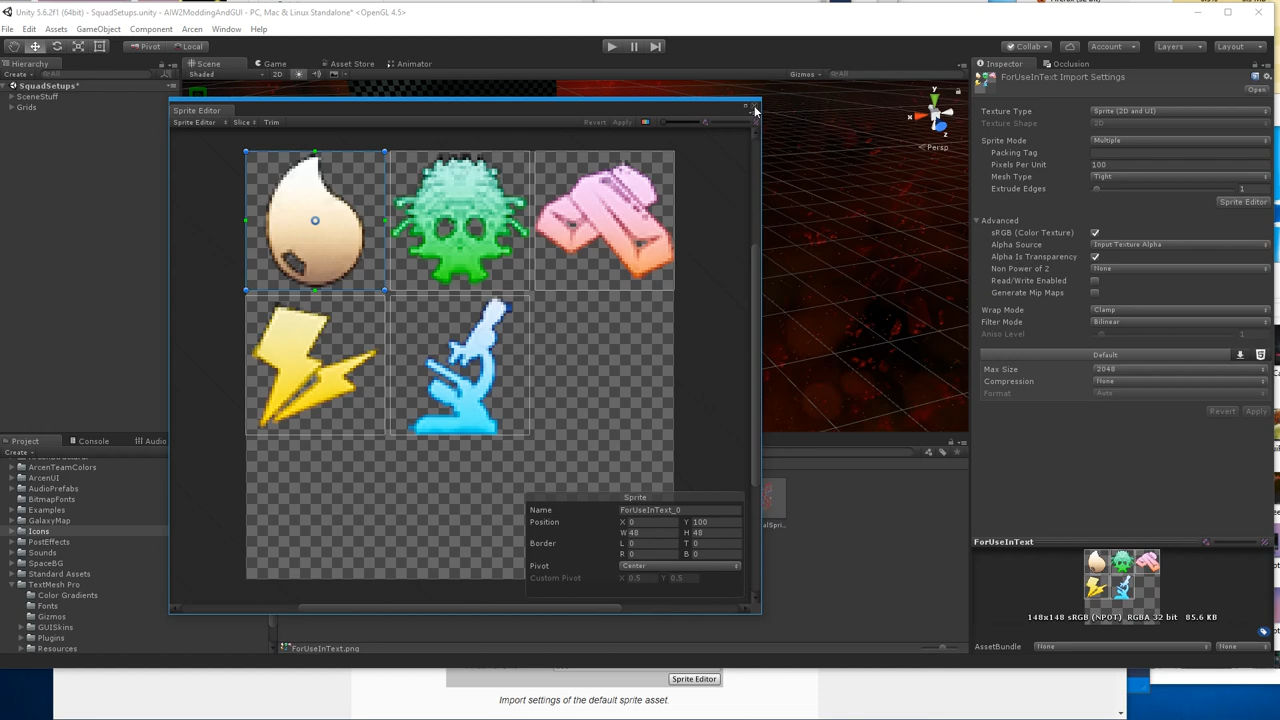 Unity 5.6.2f1 (64bit) - SquadSetups.unity - AIW2ModdingAndGUI - PC, Mac & Linux Standalone* <OpenGL 4.5>
File Edit Assets GameObject Component Arcen Window Help
Pivot Local Collab Account Layers Layout
Hierarchy Scene Game Asset Store Animator Inspector Occlusion
Create All Shaded 2D Gizmos All ForUseInText Import Settings
SquadSetups* Open
SceneStuff
Grids
Sprite Editor
Sprite Editor Slice Trim Revert Apply
y
x
z
Persp
Texture Type Sprite (2D and UI)
Texture Shape 2D
Sprite Mode Multiple
Packing Tag
Pixels Per Unit 100
Mesh Type Tight
Extrude Edges 1
Sprite Editor
Advanced
sRGB (Color Texture)
Alpha Source Input Texture Alpha
Alpha Is Transparency
Non Power of 2 None
Read/Write Enabled
Generate Mip Maps
Wrap Mode Clamp
Filter Mode Bilinear
Aniso Level 1
Default
Max Size 2048
Compression None
Format Auto
Revert Apply
Project Console Audio
Create
ArcenTeamColors
ArcenUI
AudioPrefabs
BitmapFonts
Examples
GalaxyMap
Icons
PostEffects
Sounds
SpaceBG
Standard Assets
TextMesh Pro
Color Gradients
Fonts
Gizmos
GUISkins
Plugins
Resources
Sprite
Name ForUseInText_0
Position X 0 Y 100
W 48 H 48
Border L 0 T 0
R 0 B 0
Pivot Center
Custom Pivot X 0.5 Y 0.5
ForUseInText.png
ForUseInText
148x148 sRGB (NPOT) RGBA 32 bit 85.6 KB
AssetBundle None None
Sprite Editor
Import settings of the default sprite asset.